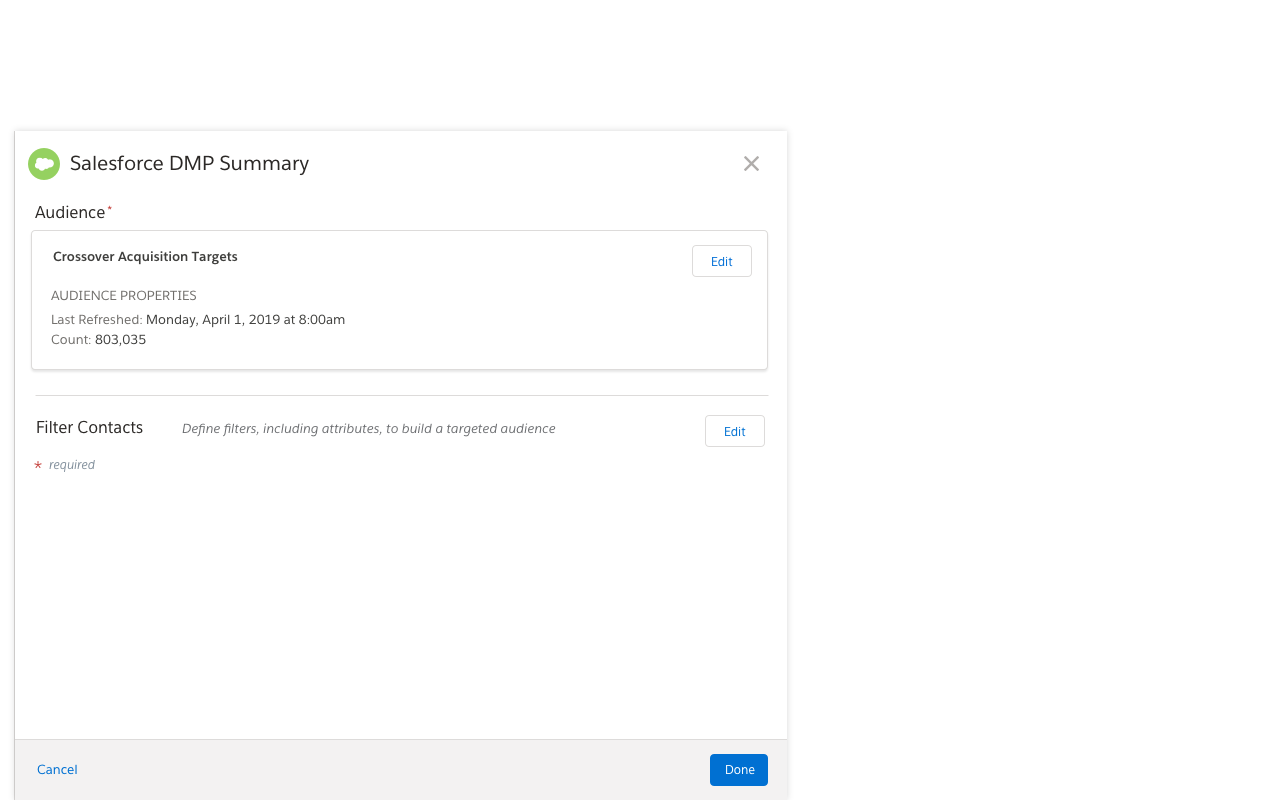 Salesforce DMP Summary
Audience*
Crossover Acquisition Targets
Edit
AUDIENCE PROPERTIES
Last Refreshed: Monday, April 1, 2019 at 8:00am
Count: 803,035
Filter Contacts Define filters, including attributes, to build a targeted audience Edit
* required
Cancel Done